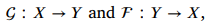 𝒢 : X → Y and ℱ : Y → X,